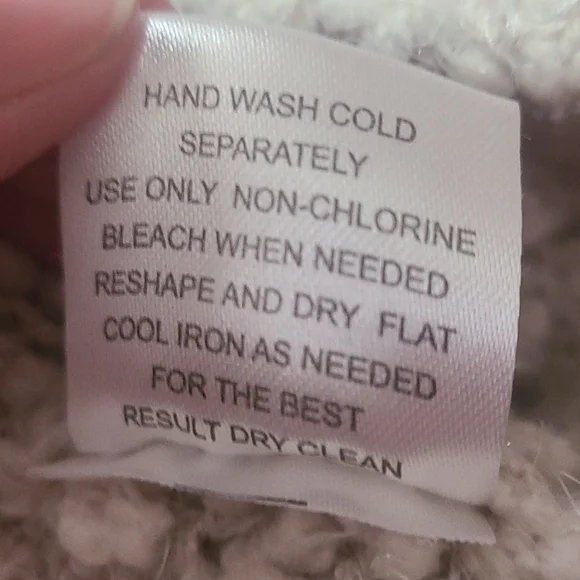 HAND WASH COLD
SEPARATELY
USE ONLY NON-CHLORINE
BLEACH WHEN NEEDED
RESHAPE AND DRY FLAT
COOL IRON AS NEEDED
FOR THE BEST
RESULT DRY CLEAN